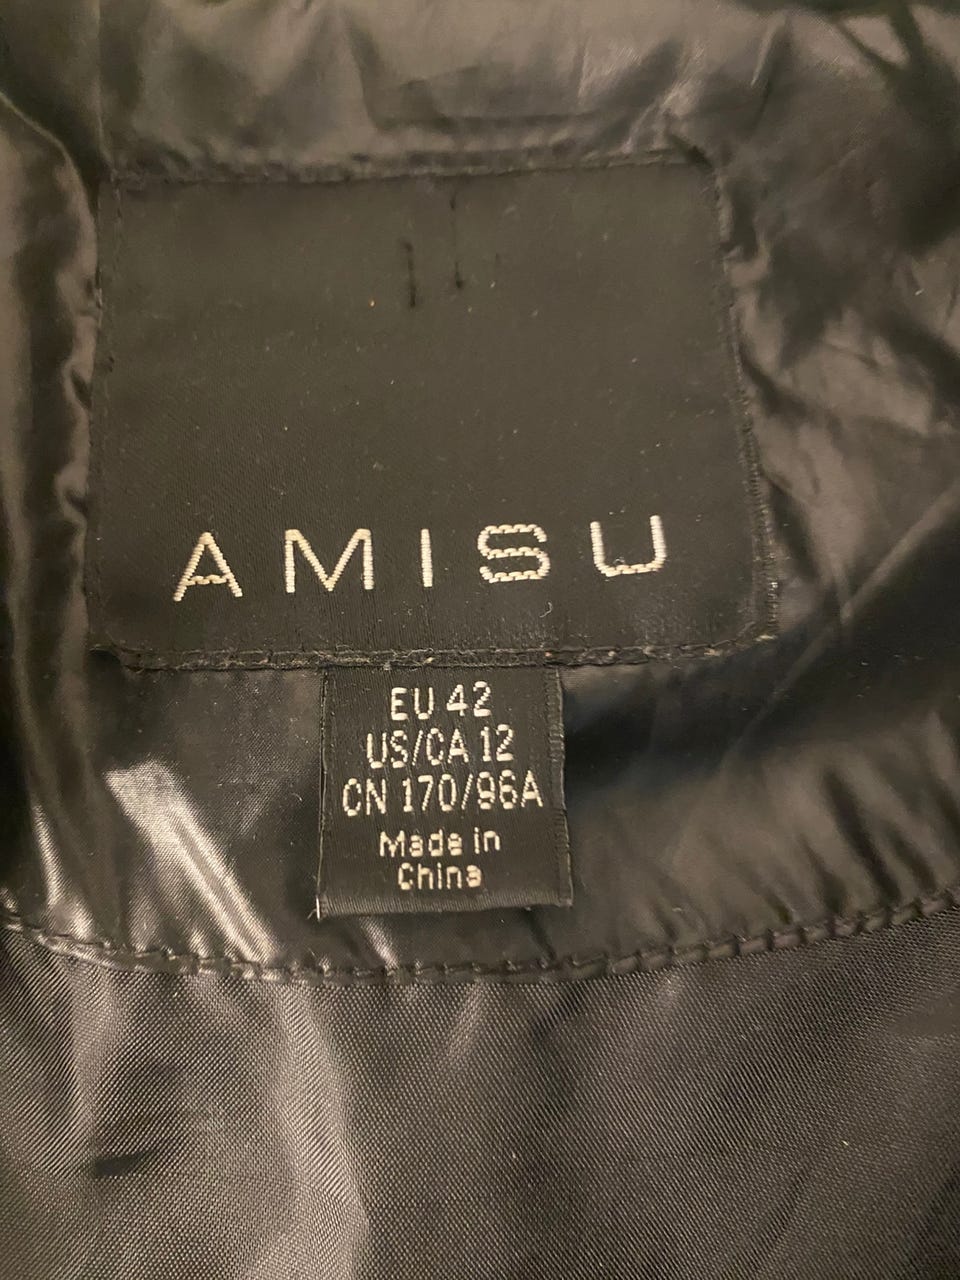 AMISU
EU 42
US/CA 12
CN 170/96A
Made in
China